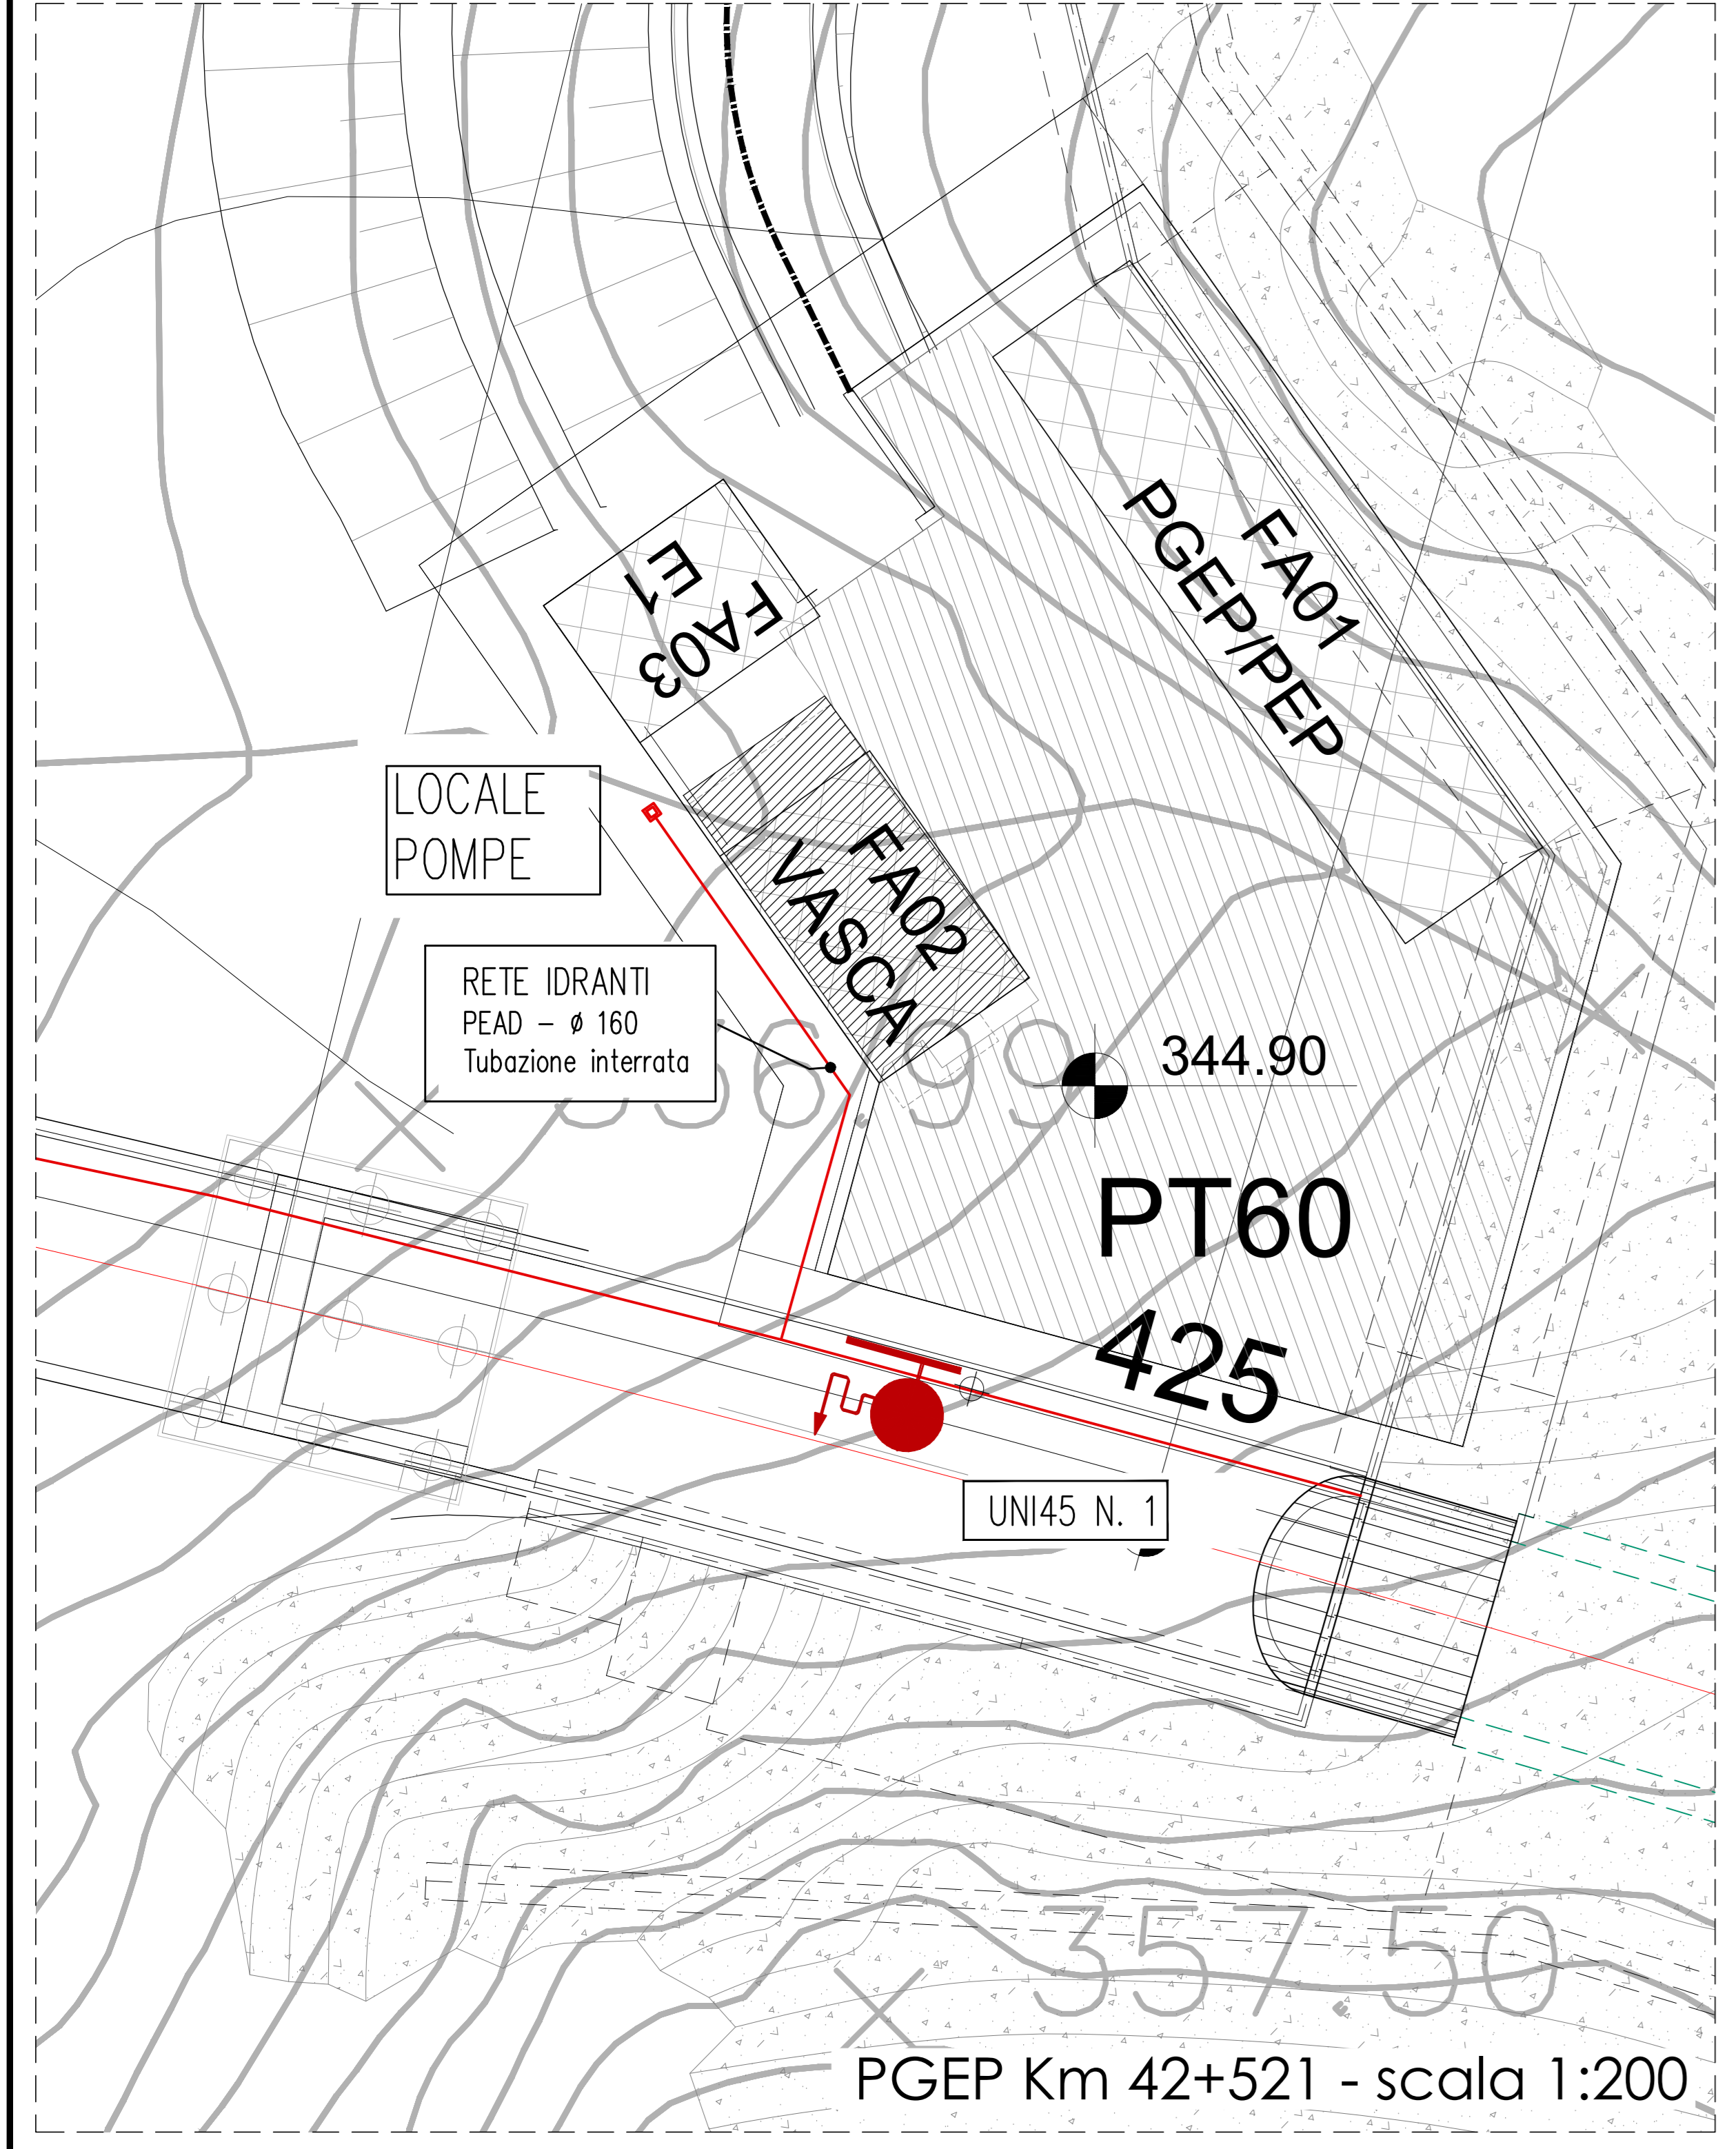 FA03
E1
FA01
PGEP/PEP
LOCALE
POMPE
FA02
VASCA
RETE IDRANTI
PEAD - ø 160
Tubazione interrata
344.90
PT60
425
UNI45 N. 1
357.50
PGEP Km 42+521 - scala 1:200